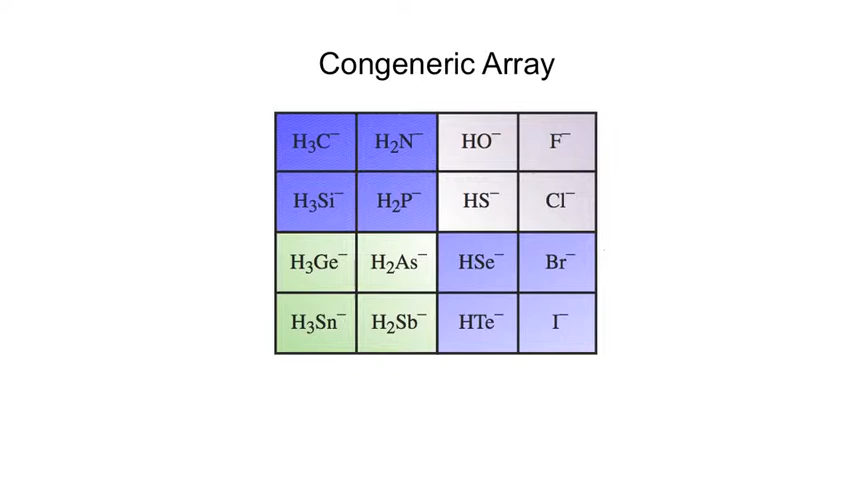 Congeneric Array
H₃C⁻ H₂N⁻ HO⁻ F⁻
H₃Si⁻ H₂P⁻ HS⁻ Cl⁻
H₃Ge⁻ H₂As⁻ HSe⁻ Br⁻
H₃Sn⁻ H₂Sb⁻ HTe⁻ I⁻